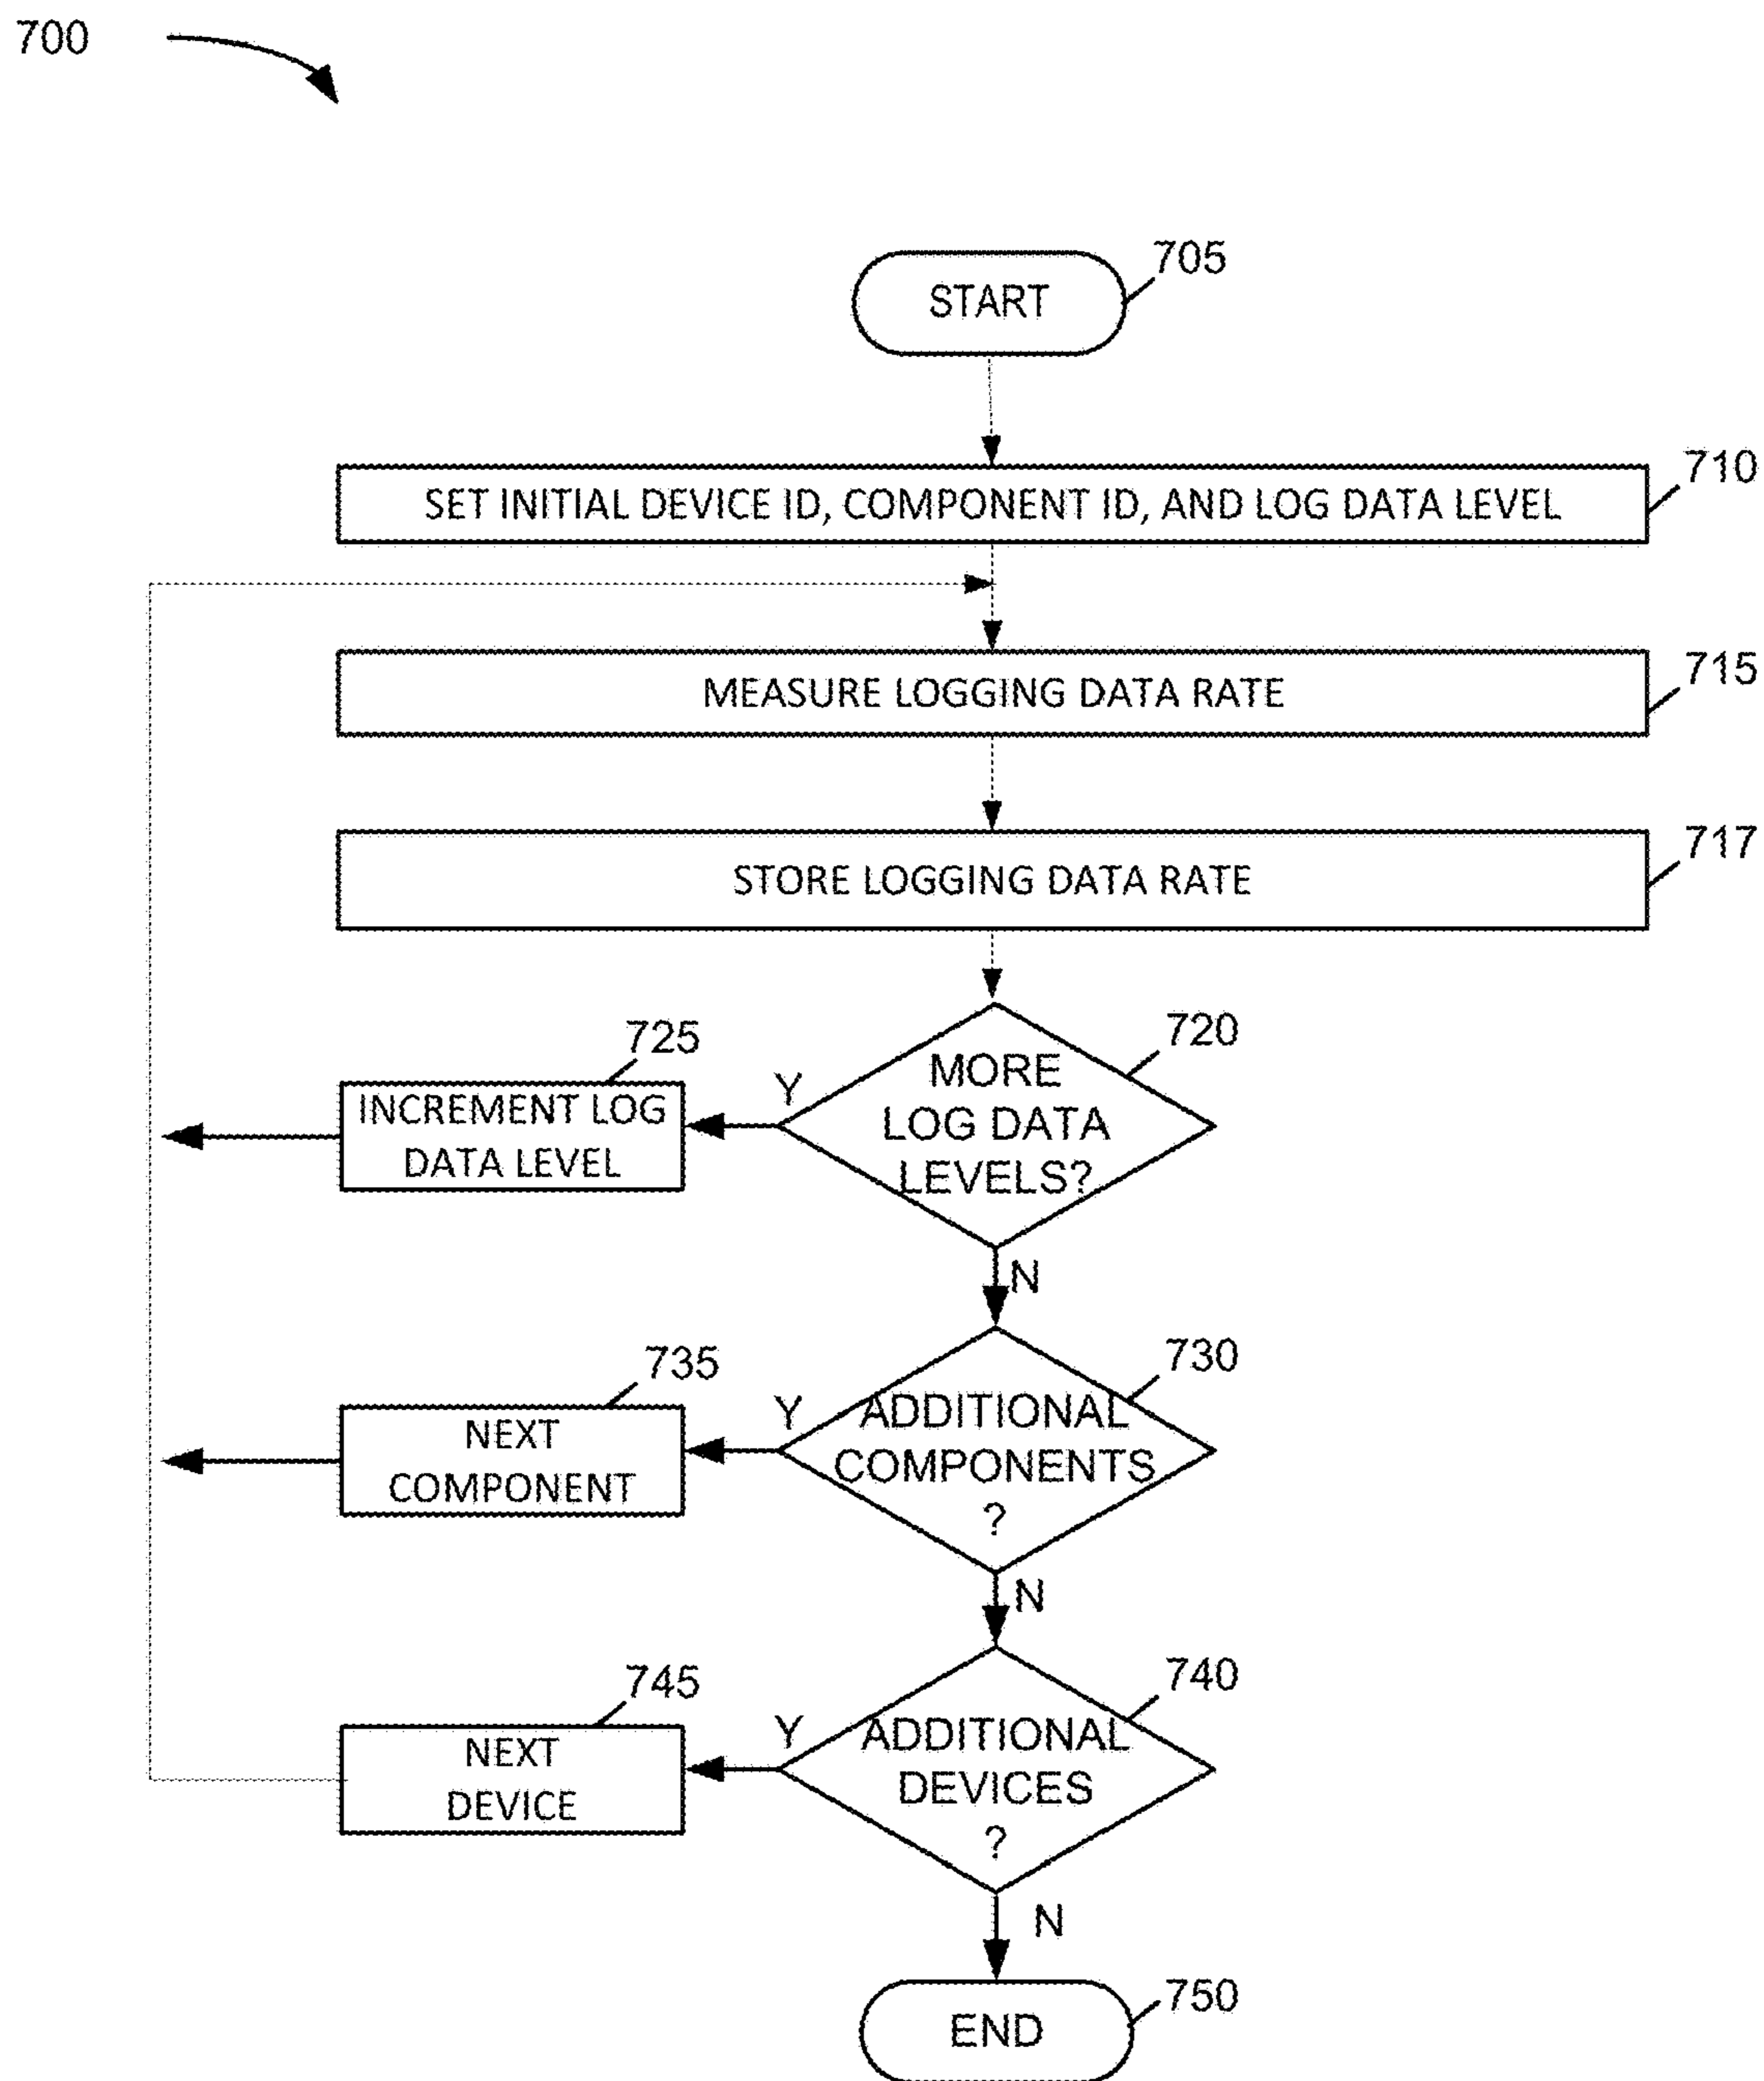 700
705
START
710
SET INITIAL DEVICE ID, COMPONENT ID, AND LOG DATA LEVEL
715
MEASURE LOGGING DATA RATE
717
STORE LOGGING DATA RATE
720
MORE
LOG DATA
LEVELS?
Y
725
INCREMENT LOG
DATA LEVEL
N
730
ADDITIONAL
COMPONENTS
?
Y
735
NEXT
COMPONENT
N
740
ADDITIONAL
DEVICES
?
Y
745
NEXT
DEVICE
N
750
END